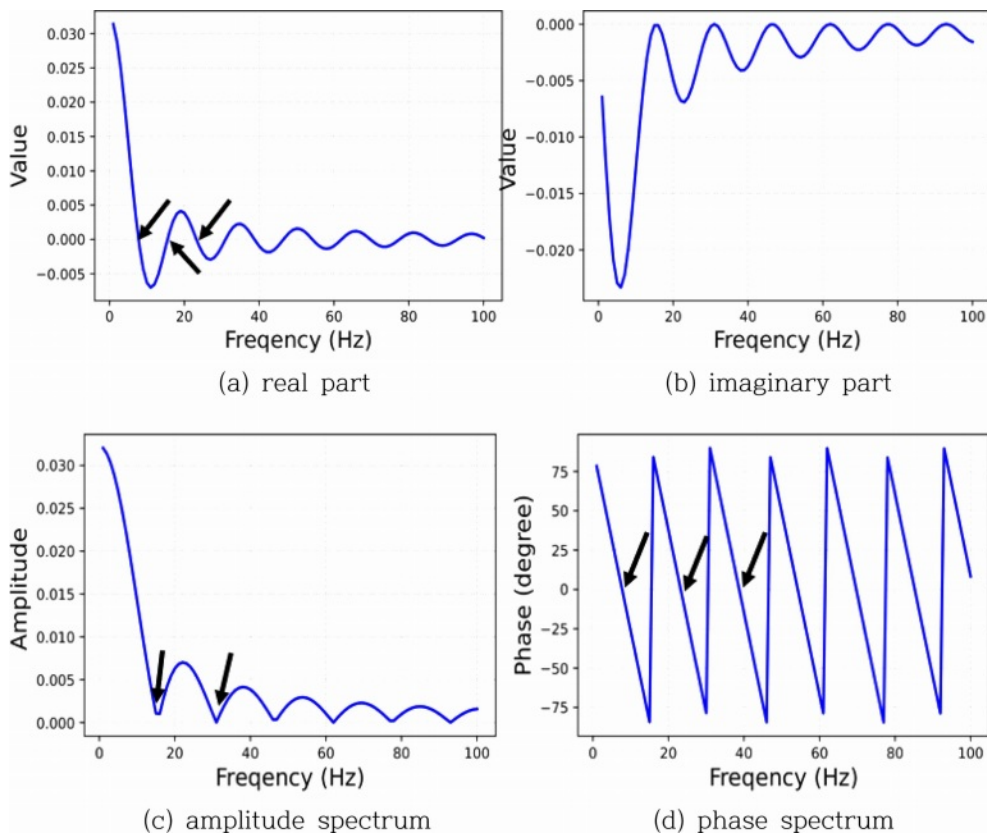 0.030
0.025
0.020
0.015
0.010
0.005
0.000
−0.005
Value
0 20 40 60 80 100
Freqency (Hz)
(a) real part
0.000
−0.005
−0.010
−0.015
−0.020
Value
0 20 40 60 80 100
Freqency (Hz)
(b) imaginary part
0.030
0.025
0.020
0.015
0.010
0.005
0.000
Amplitude
0 20 40 60 80 100
Freqency (Hz)
(c) amplitude spectrum
75
50
25
0
−25
−50
−75
Phase (degree)
0 20 40 60 80 100
Freqency (Hz)
(d) phase spectrum